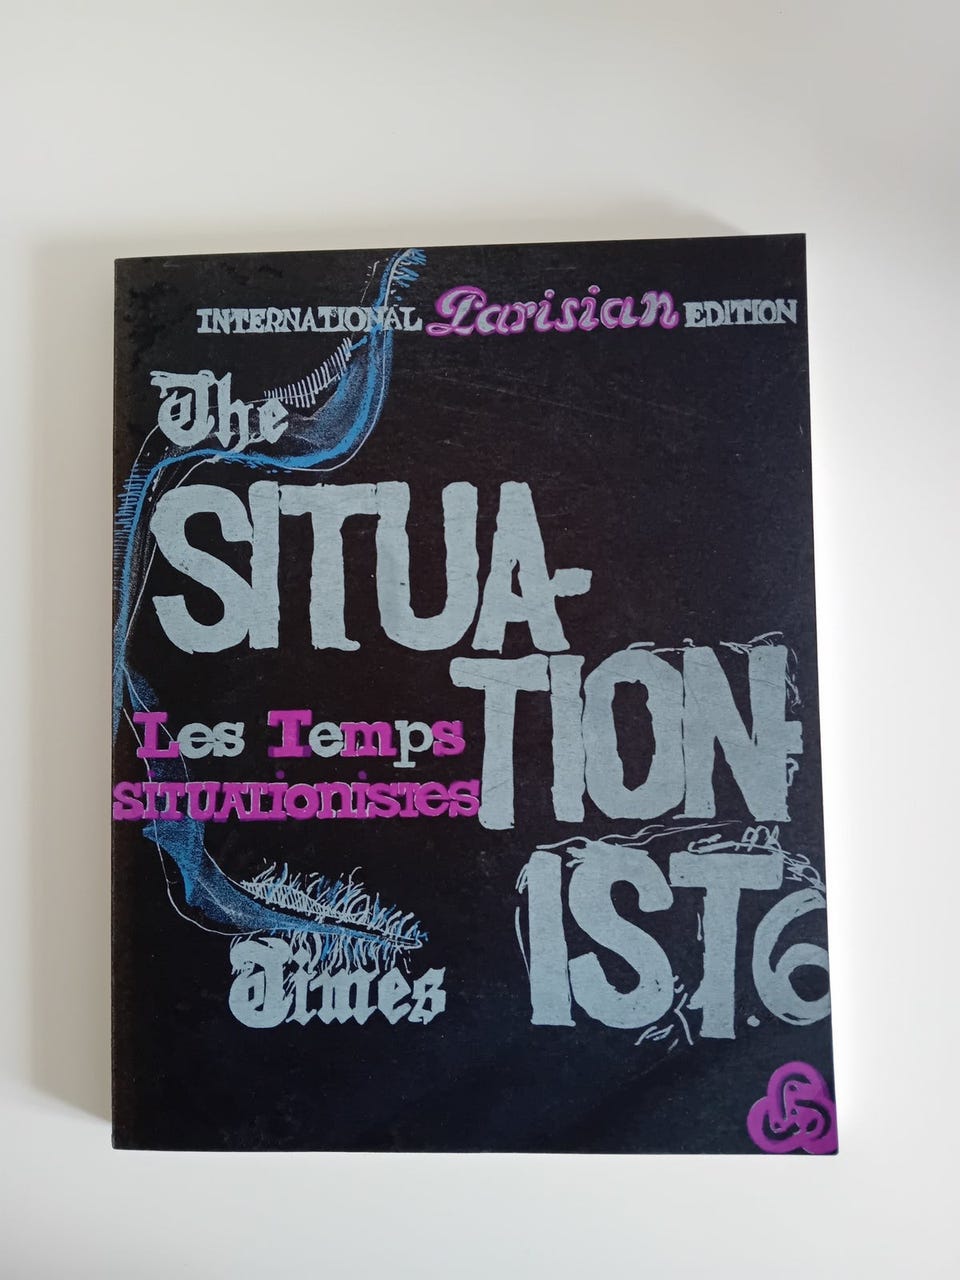 INTERNATIONAL Parisian EDITION
The
SITUA-
TION-
IST.6
Les Temps
SITUATIONISTES
Times